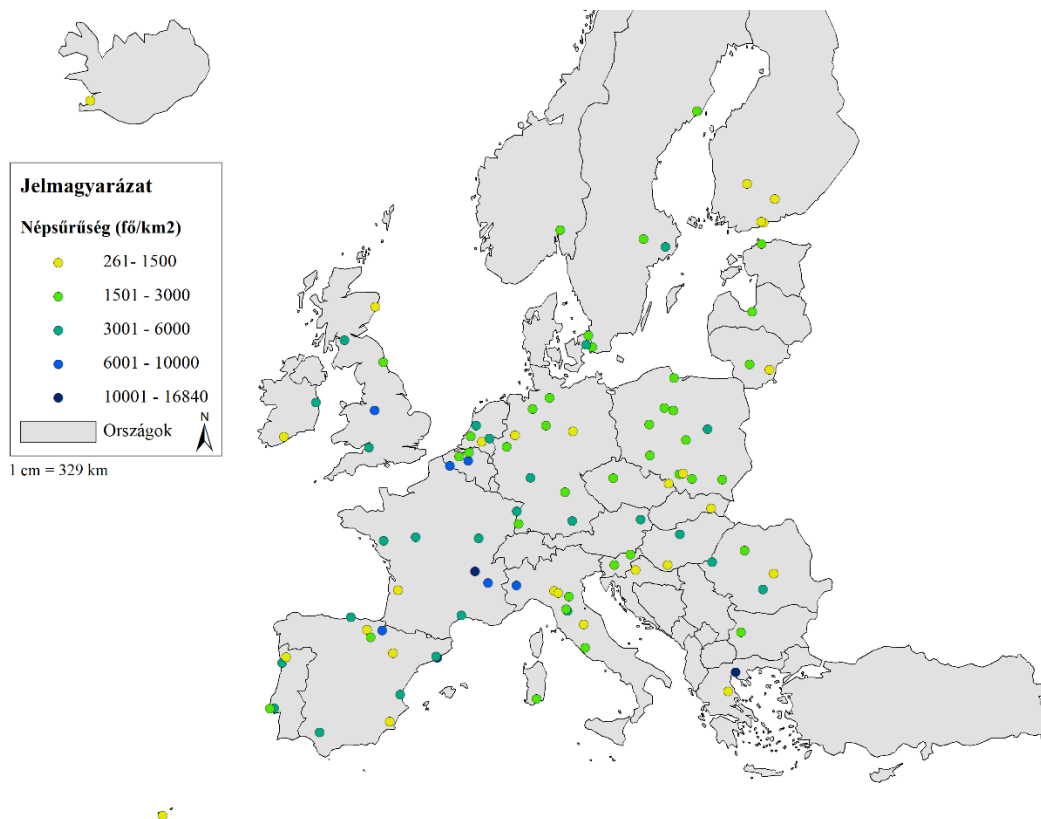 Jelmagyarázat
Népsűrűség (fő/km2)
261- 1500
1501 - 3000
3001 - 6000
6001 - 10000
10001 - 16840
Országok
N
1 cm = 329 km